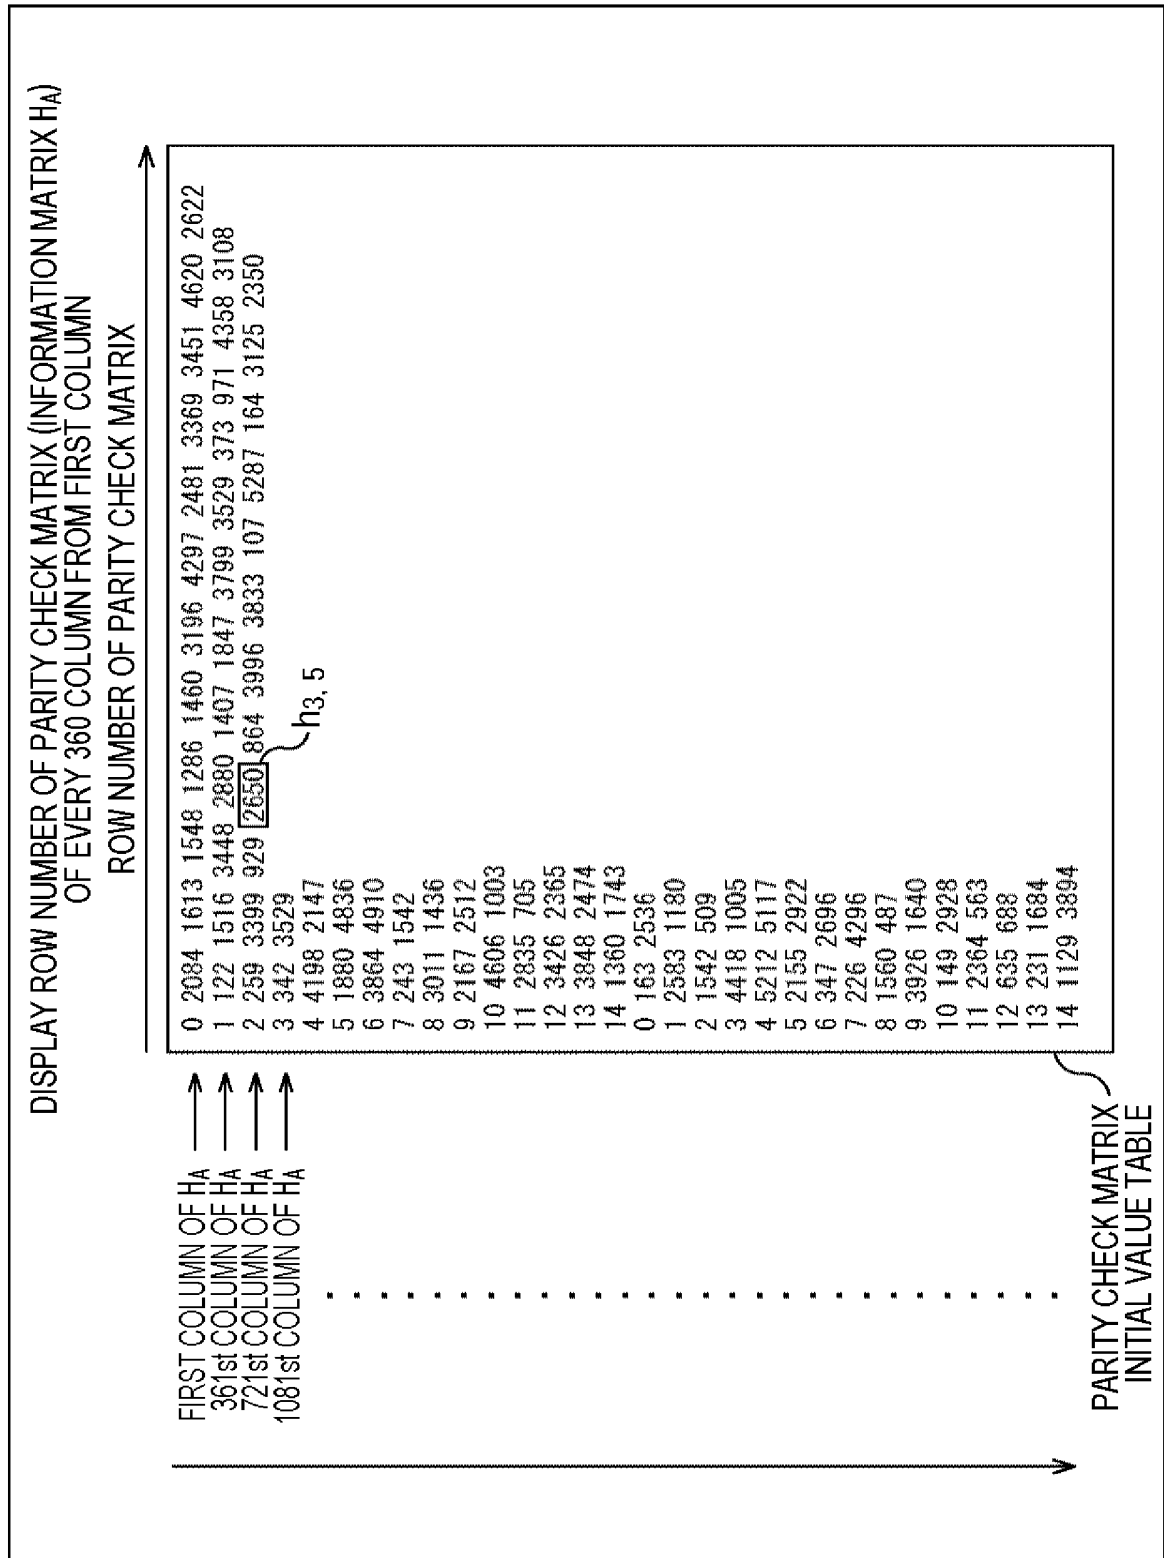 DISPLAY ROW NUMBER OF PARITY CHECK MATRIX (INFORMATION MATRIX HA)
OF EVERY 360 COLUMN FROM FIRST COLUMN
ROW NUMBER OF PARITY CHECK MATRIX
FIRST COLUMN OF HA
361st COLUMN OF HA
721st COLUMN OF HA
1081st COLUMN OF HA
0 2084 1613 1548 1286 1460 3196 4297 2481 3369 3451 4620 2622
1 122 1516 3448 2880 1407 1847 3799 3529 373 971 4358 3108
2 259 3399 929 2650 864 3996 3833 107 5287 164 3125 2350
3 342 3529
4 4198 2147
5 1880 4836
6 3864 4910
7 243 1542
8 3011 1436
9 2167 2512
10 4606 1003
11 2835 705
12 3426 2365
13 3848 2474
14 1360 1743
0 163 2536
1 2583 1180
2 1542 509
3 4418 1005
4 5212 5117
5 2155 2922
6 347 2696
7 226 4296
8 1560 487
9 3926 1640
10 149 2928
11 2364 563
12 635 688
13 231 1684
14 1129 3894
h3, 5
PARITY CHECK MATRIX
INITIAL VALUE TABLE